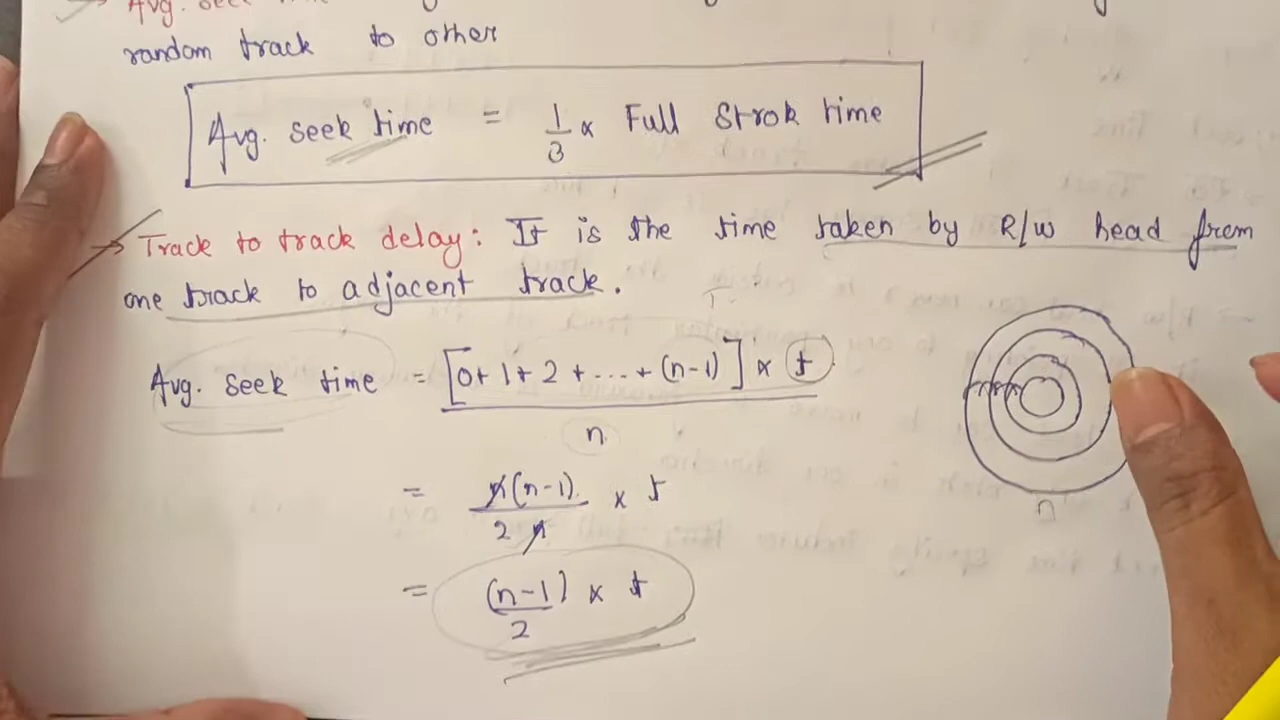 Avg. seek
random track to other
Avg. seek time = 1/3 × Full Strok time
→ Track to track delay: It is the time taken by R/w head from
one track to adjacent track.
Avg. seek time = [0+1+2+...+(n-1)] × t / n
= n(n-1) / 2n × t
= (n-1) / 2 × t
n